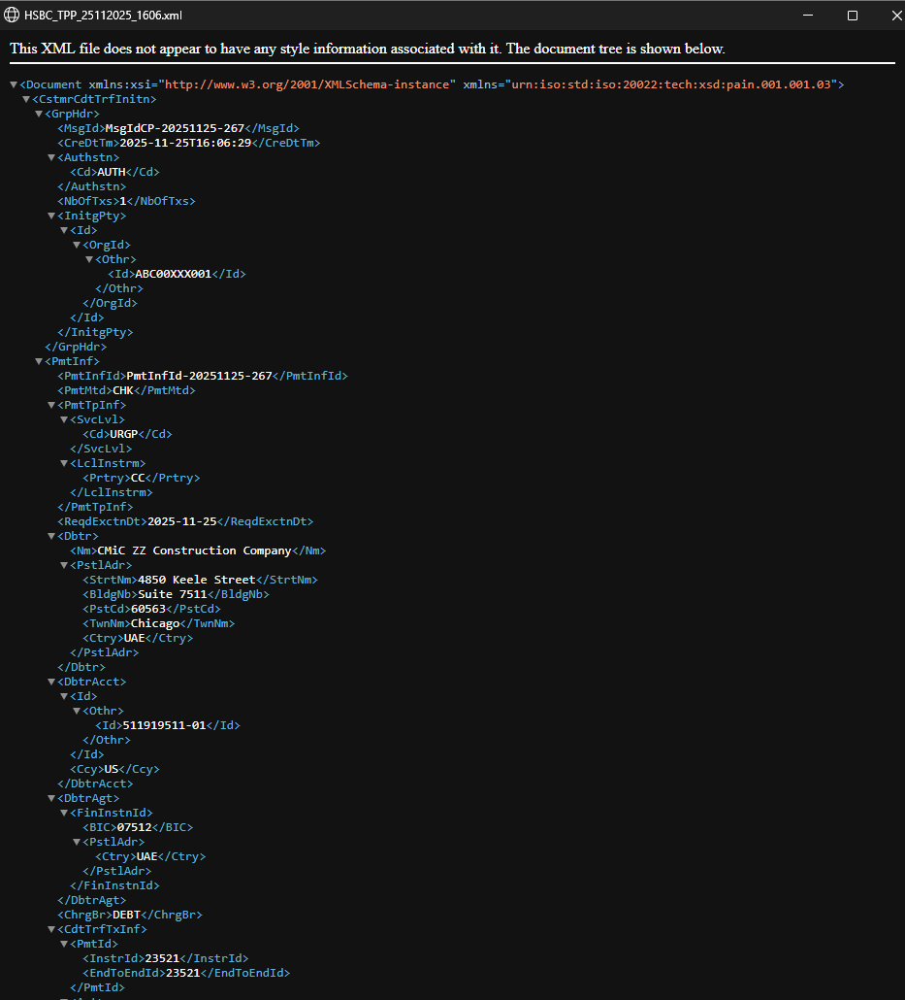 HSBC_TPP_25112025_1606.xml
This XML file does not appear to have any style information associated with it. The document tree is shown below.
▼<Document xmlns:xsi="http://www.w3.org/2001/XMLSchema-instance" xmlns="urn:iso:std:iso:20022:tech:xsd:pain.001.001.03">
▼<CstmrCdtTrfInitn>
▼<GrpHdr>
<MsgId>MsgIdCP-20251125-267</MsgId>
<CreDtTm>2025-11-25T16:06:29</CreDtTm>
▼<Authstn>
<Cd>AUTH</Cd>
</Authstn>
<NbOfTxs>1</NbOfTxs>
▼<InitgPty>
▼<Id>
▼<OrgId>
▼<Othr>
<Id>ABC00XXX001</Id>
</Othr>
</OrgId>
</Id>
</InitgPty>
</GrpHdr>
▼<PmtInf>
<PmtInfId>PmtInfId-20251125-267</PmtInfId>
<PmtMtd>CHK</PmtMtd>
▼<PmtTpInf>
▼<SvcLvl>
<Cd>URGP</Cd>
</SvcLvl>
▼<LclInstrm>
<Prtry>CC</Prtry>
</LclInstrm>
</PmtTpInf>
<ReqdExctnDt>2025-11-25</ReqdExctnDt>
▼<Dbtr>
<Nm>CMiC ZZ Construction Company</Nm>
▼<PstlAdr>
<StrtNm>4850 Keele Street</StrtNm>
<BldgNb>Suite 7511</BldgNb>
<PstCd>60563</PstCd>
<TwnNm>Chicago</TwnNm>
<Ctry>UAE</Ctry>
</PstlAdr>
</Dbtr>
▼<DbtrAcct>
▼<Id>
▼<Othr>
<Id>511919511-01</Id>
</Othr>
</Id>
<Ccy>US</Ccy>
</DbtrAcct>
▼<DbtrAgt>
▼<FinInstnId>
<BIC>07512</BIC>
▼<PstlAdr>
<Ctry>UAE</Ctry>
</PstlAdr>
</FinInstnId>
</DbtrAgt>
<ChrgBr>DEBT</ChrgBr>
▼<CdtTrfTxInf>
▼<PmtId>
<InstrId>23521</InstrId>
<EndToEndId>23521</EndToEndId>
</PmtId>